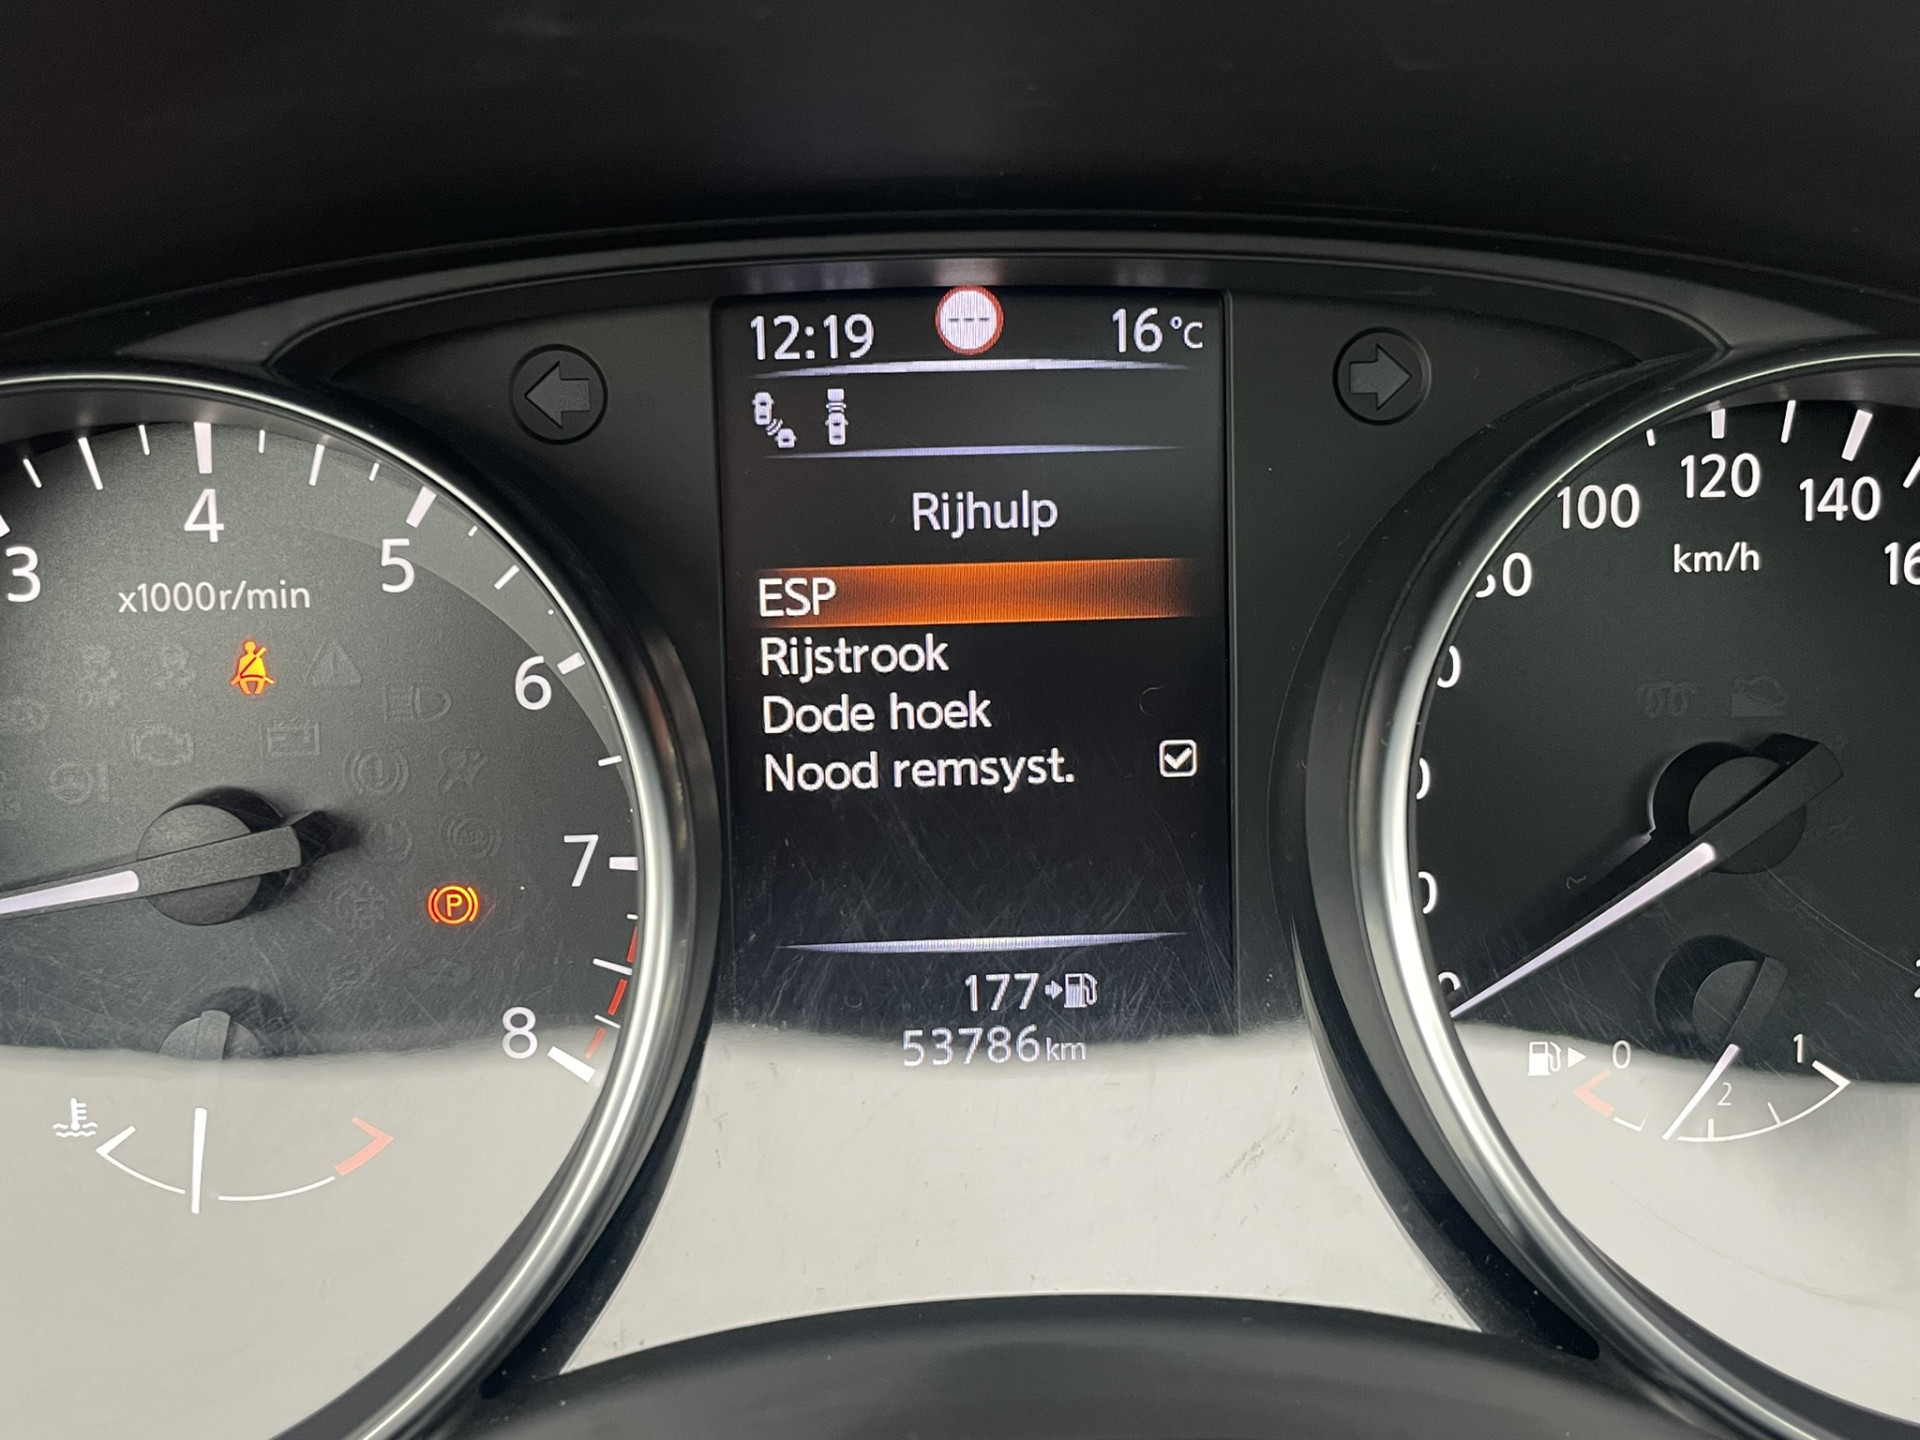 12:19 16°C
Rijhulp
ESP
Rijstrook
Dode hoek
Nood remsyst.
177
53786 km
3
4
5
6
7
8
x1000r/min
P
100
120
140
km/h
0
2
1